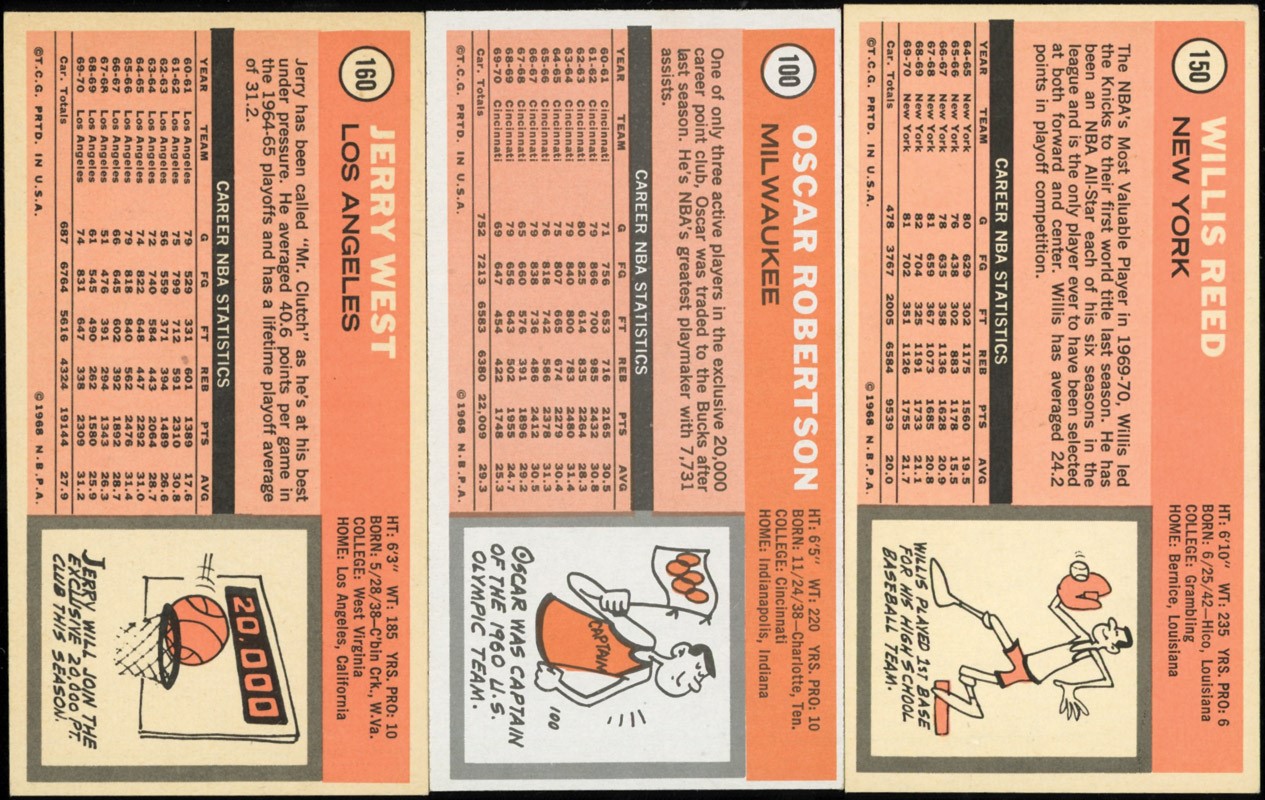 160
JERRY WEST
LOS ANGELES
HT: 6'3" WT: 185 YRS. PRO: 10
BORN: 5/28/38—C'bin Crk., W.Va.
COLLEGE: West Virginia
HOME: Los Angeles, California
Jerry has been called "Mr. Clutch" as he's at his best
under pressure. He averaged 40.6 points per game in
the 1964-65 playoffs and has a lifetime playoff average
of 31.2.
CAREER NBA STATISTICS
YEAR TEAM G FG FT REB PTS AVG
60-61 Los Angeles 79 529 331 601 1389 17.6
61-62 Los Angeles 75 799 712 591 2310 30.8
62-63 Los Angeles 56 559 371 394 1489 26.6
63-64 Los Angeles 72 740 584 443 2064 28.7
64-65 Los Angeles 74 822 648 447 2292 31.0
65-66 Los Angeles 79 818 840 562 2476 31.4
66-67 Los Angeles 66 645 602 392 1892 28.7
67-68 Los Angeles 51 476 391 294 1343 26.3
68-69 Los Angeles 61 545 490 262 1580 25.9
69-70 Los Angeles 74 831 647 338 2309 31.2
Car. Totals 687 6764 5616 4324 19144 27.9
©T.C.G. PRTD. IN U.S.A. ©1968 N.B.P.A.
20,000
JERRY WILL JOIN THE
EXCLUSIVE 20,000 PT.
CLUB THIS SEASON.
100
OSCAR ROBERTSON
MILWAUKEE
HT: 6'5" WT: 220 YRS. PRO: 10
BORN: 11/24/38—Charlotte, Ten.
COLLEGE: Cincinnati
HOME: Indianapolis, Indiana
One of only three active players in the exclusive 20,000
career point club, Oscar was traded to the Bucks after
last season. He's NBA's greatest playmaker with 7,731
assists.
CAREER NBA STATISTICS
YEAR TEAM G FG FT REB PTS AVG
60-61 Cincinnati 71 756 653 716 2165 30.5
61-62 Cincinnati 79 866 700 985 2432 30.8
62-63 Cincinnati 80 825 614 835 2264 28.3
63-64 Cincinnati 79 840 800 783 2480 31.4
64-65 Cincinnati 75 807 665 674 2279 30.4
65-66 Cincinnati 76 818 742 586 2378 31.3
66-67 Cincinnati 79 838 736 486 2412 30.5
67-68 Cincinnati 65 660 576 391 1896 29.2
68-69 Cincinnati 79 656 643 502 1955 24.7
69-70 Cincinnati 69 647 454 422 1748 25.3
Car. Totals 752 7213 6583 6380 22,009 29.3
©T.C.G. PRTD. IN U.S.A. ©1968 N.B.P.A.
CAPTAIN
100
OSCAR WAS CAPTAIN
OF THE 1960 U.S.
OLYMPIC TEAM.
150
WILLIS REED
NEW YORK
HT: 6'10" WT: 235 YRS. PRO: 6
BORN: 6/25/42—Hico, Louisiana
COLLEGE: Grambling
HOME: Bernice, Louisiana
The NBA's Most Valuable Player in 1969-70, Willis led
the Knicks to their first world title last season. He has
been an NBA All-Star each of his six seasons in the
league and is the only player ever to have been selected
at both forward and center. Willis has averaged 24.2
points in playoff competition.
CAREER NBA STATISTICS
YEAR TEAM G FG FT REB PTS AVG
64-65 New York 80 629 302 1175 1560 19.5
65-66 New York 76 438 302 883 1178 15.5
66-67 New York 78 635 358 1136 1628 20.9
67-68 New York 81 659 367 1073 1685 20.8
68-69 New York 82 704 325 1191 1733 21.1
69-70 New York 81 702 351 1126 1755 21.7
Car. Totals 478 3767 2005 6584 9539 20.0
©T.C.G. PRTD. IN U.S.A. ©1968 N.B.P.A.
WILLIS PLAYED 1ST BASE
FOR HIS HIGH SCHOOL
BASEBALL TEAM.